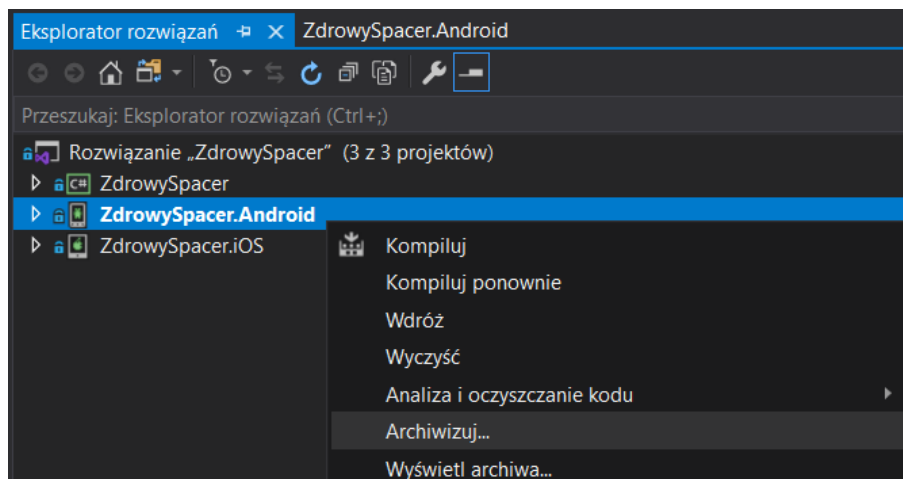 Eksplorator rozwiązań ZdrowySpacer.Android
Przeszukaj: Eksplorator rozwiązań (Ctrl+;)
Rozwiązanie „ZdrowySpacer” (3 z 3 projektów)
C# ZdrowySpacer
ZdrowySpacer.Android
ZdrowySpacer.iOS
Kompiluj
Kompiluj ponownie
Wdróż
Wyczyść
Analiza i oczyszczanie kodu
Archiwizuj...
Wyświetl archiwa...